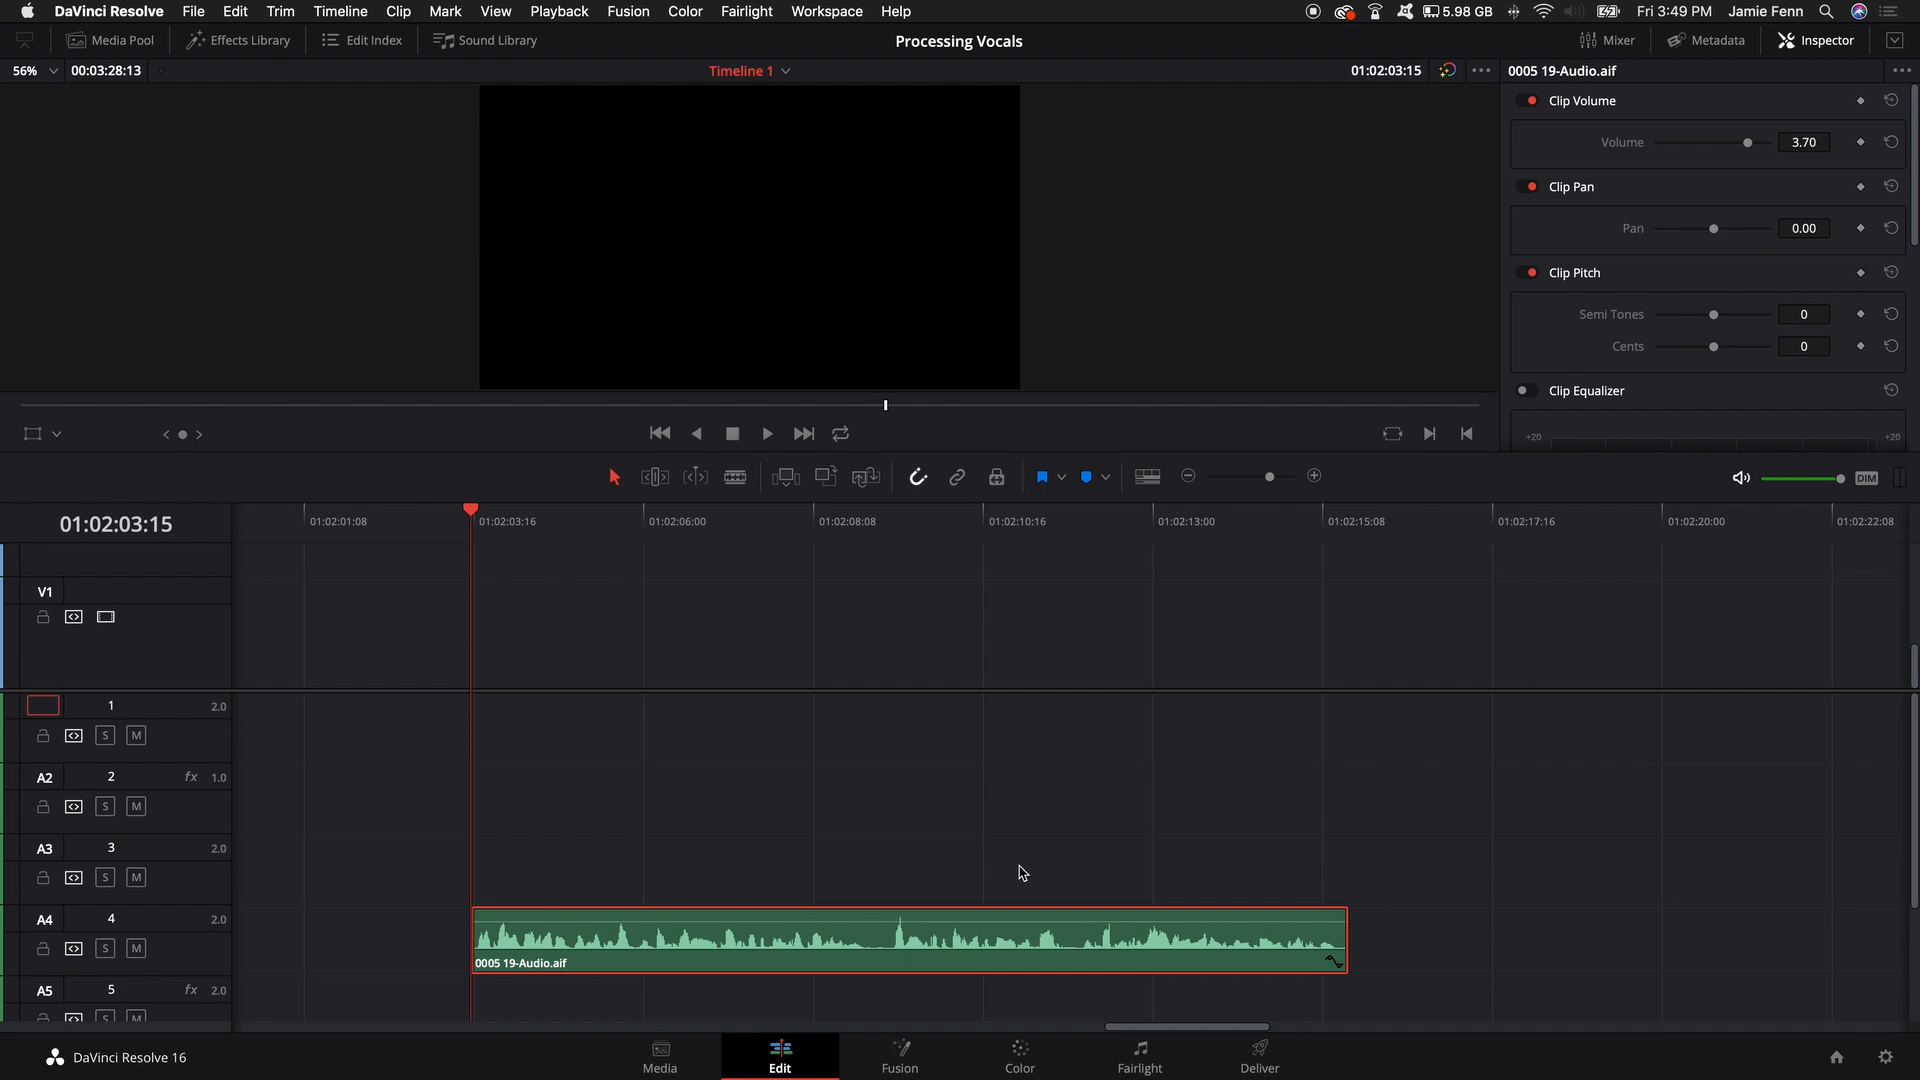 DaVinci Resolve File Edit Trim Timeline Clip Mark View Playback Fusion Color Fairlight Workspace Help 5.98 GB Fri 3:49 PM Jamie Fenn
Media Pool Effects Library Edit Index Sound Library Processing Vocals Mixer Metadata Inspector
56% 00:03:28:13 Timeline 1 01:02:03:15 0005 19-Audio.aif
Clip Volume
Volume 3.70
Clip Pan
Pan 0.00
Clip Pitch
Semi Tones 0
Cents 0
Clip Equalizer
+20 +20
DIM
01:02:03:15 01:02:01:08 01:02:03:16 01:02:06:00 01:02:08:08 01:02:10:16 01:02:13:00 01:02:15:08 01:02:17:16 01:02:20:00 01:02:22:08
V1
1 2.0
S M
A2 2 fx 1.0
S M
A3 3 2.0
S M
A4 4 2.0
S M
0005 19-Audio.aif
A5 5 fx 2.0
S M
DaVinci Resolve 16 Media Edit Fusion Color Fairlight Deliver